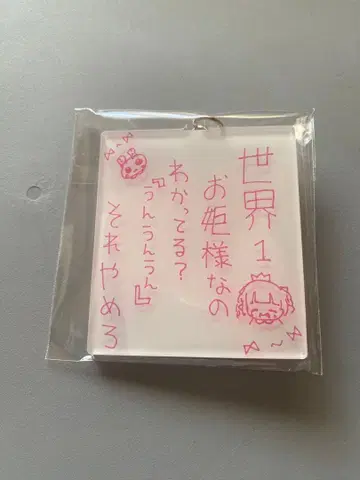 世界1
お姫様なの
わかってる?
『うんうんうん』
それやめろ